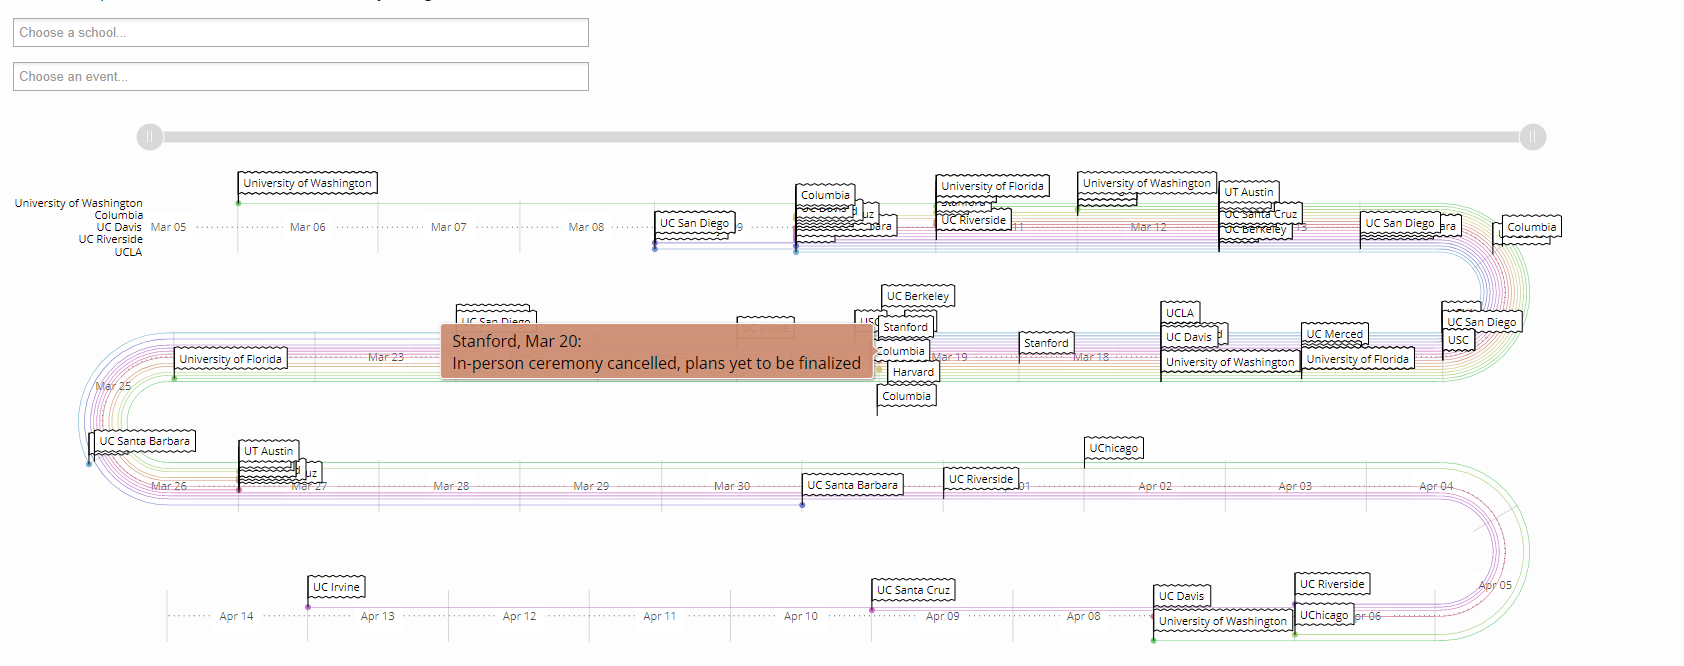 Choose a school...
Choose an event...
University of Washington
University of Washington
Columbia
UC Davis
UC Riverside
UCLA
Mar 05
Mar 06
Mar 07
Mar 08
UC San Diego
Columbia
University of Florida
UC Riverside
University of Washington
Mar 12
UT Austin
UC Santa Cruz
UC Berkeley
UC San Diego
Columbia
UC Berkeley
UC San Diego
Stanford
Columbia
Harvard
Columbia
Stanford, Mar 20:
In-person ceremony cancelled, plans yet to be finalized
University of Florida
Mar 23
Mar 19
Stanford
Mar 18
UCLA
UC Davis
University of Washington
UC Merced
University of Florida
UC San Diego
USC
Mar 25
UC Santa Barbara
UT Austin
Mar 26
Mar 27
Mar 28
Mar 29
Mar 30
UC Santa Barbara
UC Riverside
UChicago
Apr 02
Apr 03
Apr 04
Apr 05
UC Irvine
UC Santa Cruz
UC Davis
University of Washington
UC Riverside
UChicago
Apr 14
Apr 13
Apr 12
Apr 11
Apr 10
Apr 09
Apr 08